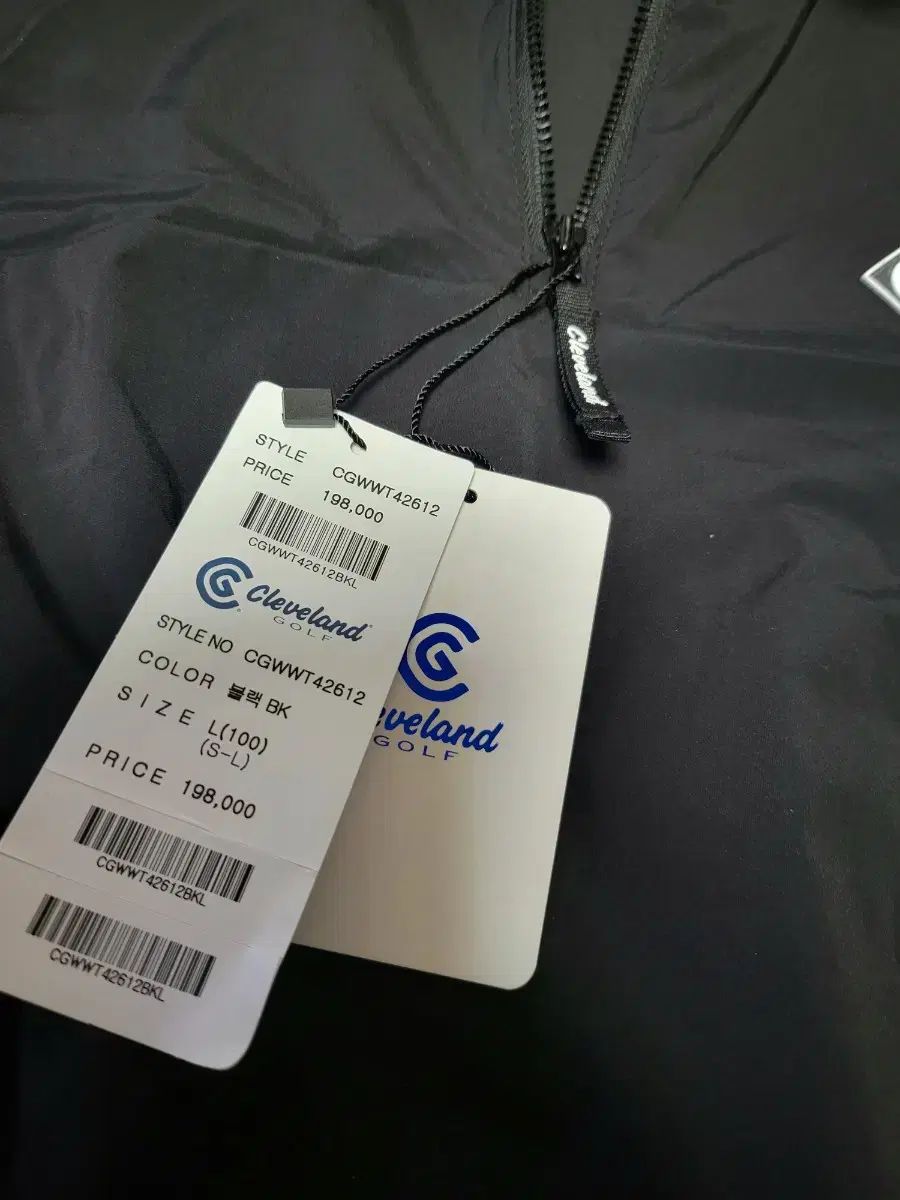 Cleveland
STYLE CGWWT42612
PRICE 198,000
CGWWT42612BKL
Cleveland
GOLF
STYLE NO CGWWT42612
COLOR 블랙 BK
SIZE L(100)
(S-L)
PRICE 198,000
CGWWT42612BKL
CGWWT42612BKL
eveland
GOLF